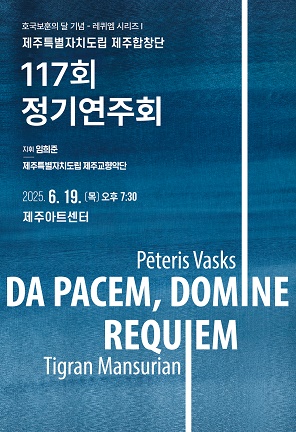 호국보훈의 달 기념 - 레퀴엠 시리즈 I
제주특별자치도립 제주합창단
117회
정기연주회
지휘 임희준
제주특별자치도립 제주교향악단
2025. 6. 19. (목) 오후 7:30
제주아트센터
Pēteris Vasks
DA PACEM, DOMINE
REQUIEM
Tigran Mansurian